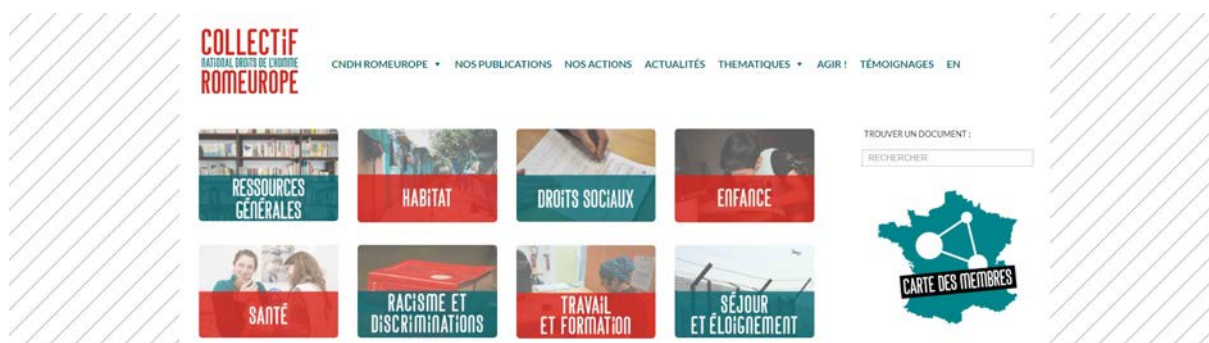 COLLECTiF
NATIONAL DROITS DE L'HOMME
ROMEUROPE
CNDH ROMEUROPE NOS PUBLICATIONS NOS ACTIONS ACTUALITÉS THEMATIQUES AGIR ! TÉMOIGNAGES EN
TROUVER UN DOCUMENT :
RECHERCHER
RESSOURCES
GÉNÉRALES
HABiTAT
DROiTS SOCiAUX
ENFANCE
SANTÉ
RACiSME ET
DiSCRiMiNATiONS
TRAVAiL
ET FORMATiON
SÉJOUR
ET ÉLOiGNEMENT
CARTE DES MEMBRES